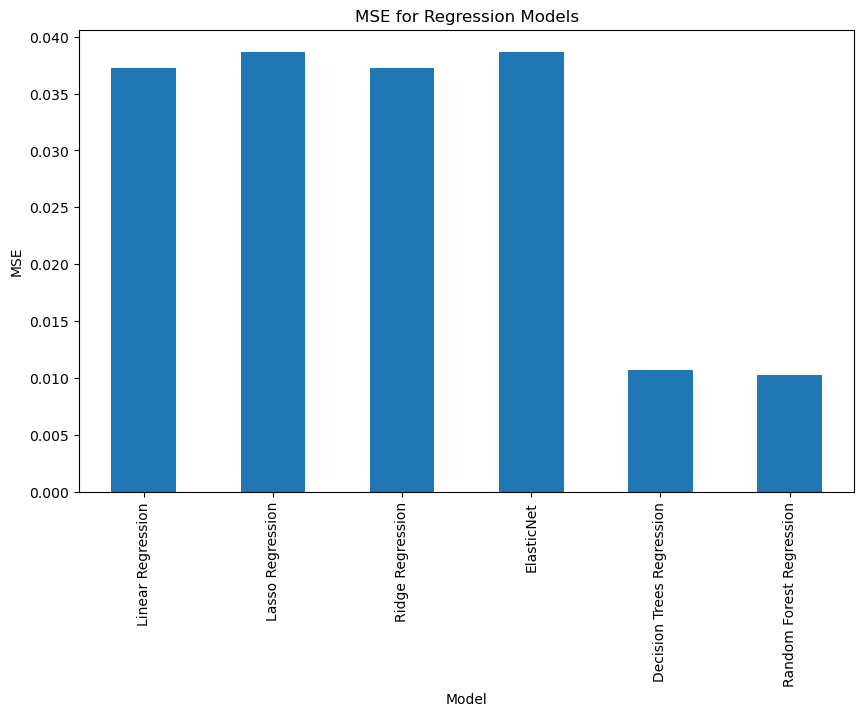 MSE for Regression Models
0.040
0.035
0.030
0.025
0.020
0.015
0.010
0.005
0.000
MSE
Linear Regression
Lasso Regression
Ridge Regression
ElasticNet
Decision Trees Regression
Random Forest Regression
Model